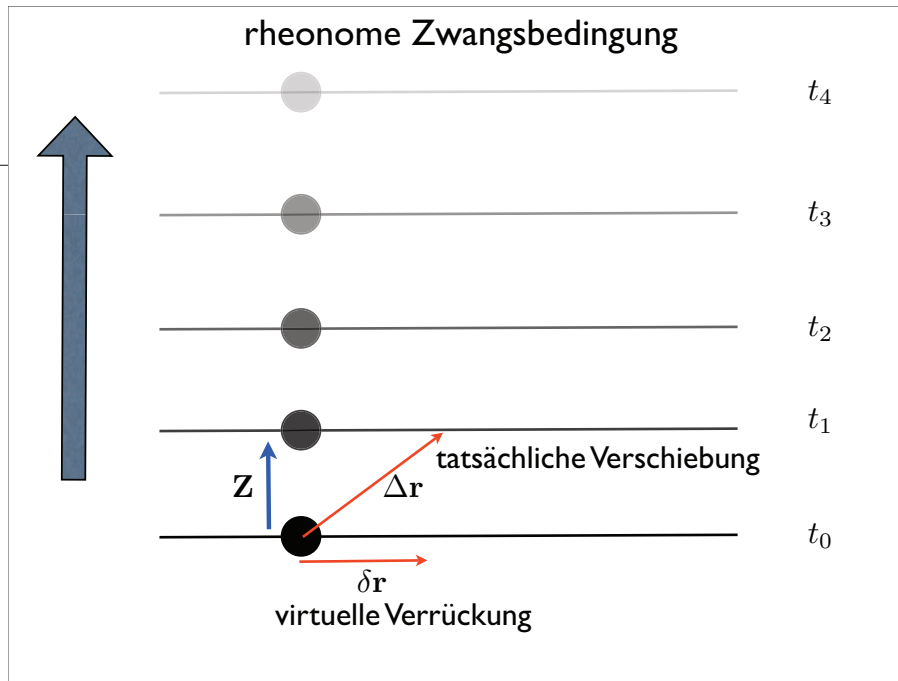 rheonome Zwangsbedingung
t₄
t₃
t₂
t₁
tatsächliche Verschiebung
Z
Δr
t₀
δr
virtuelle Verrückung